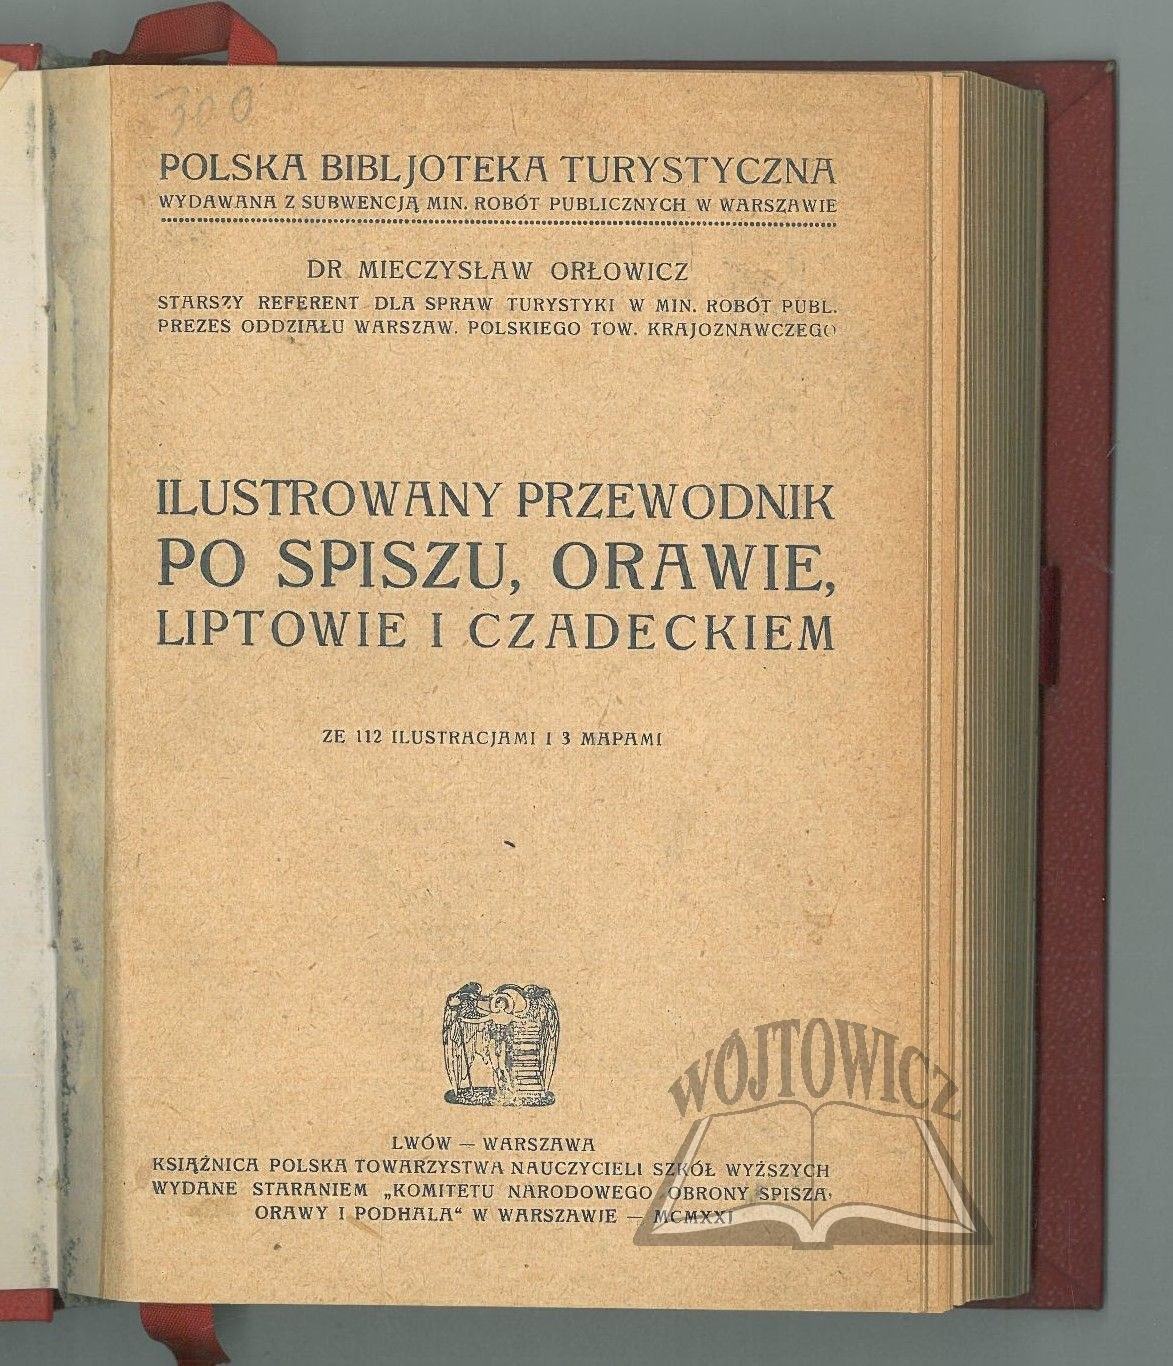 300
POLSKA BIBLJOTEKA TURYSTYCZNA
WYDAWANA Z SUBWENCJĄ MIN. ROBÓT PUBLICZNYCH W WARSZAWIE
DR MIECZYSŁAW ORŁOWICZ
STARSZY REFERENT DLA SPRAW TURYSTYKI W MIN. ROBÓT PUBL.
PREZES ODDZIAŁU WARSZAW. POLSKIEGO TOW. KRAJOZNAWCZEGO
ILUSTROWANY PRZEWODNIK
PO SPISZU, ORAWIE,
LIPTOWIE I CZADECKIEM
ZE 112 ILUSTRACJAMI I 3 MAPAMI
LWÓW — WARSZAWA
KSIĄŻNICA POLSKA TOWARZYSTWA NAUCZYCIELI SZKÓŁ WYŻSZYCH
WYDANE STARANIEM „KOMITETU NARODOWEGO OBRONY SPISZA,
ORAWY I PODHALA" W WARSZAWIE — MCMXXI
WÓJTOWICZ